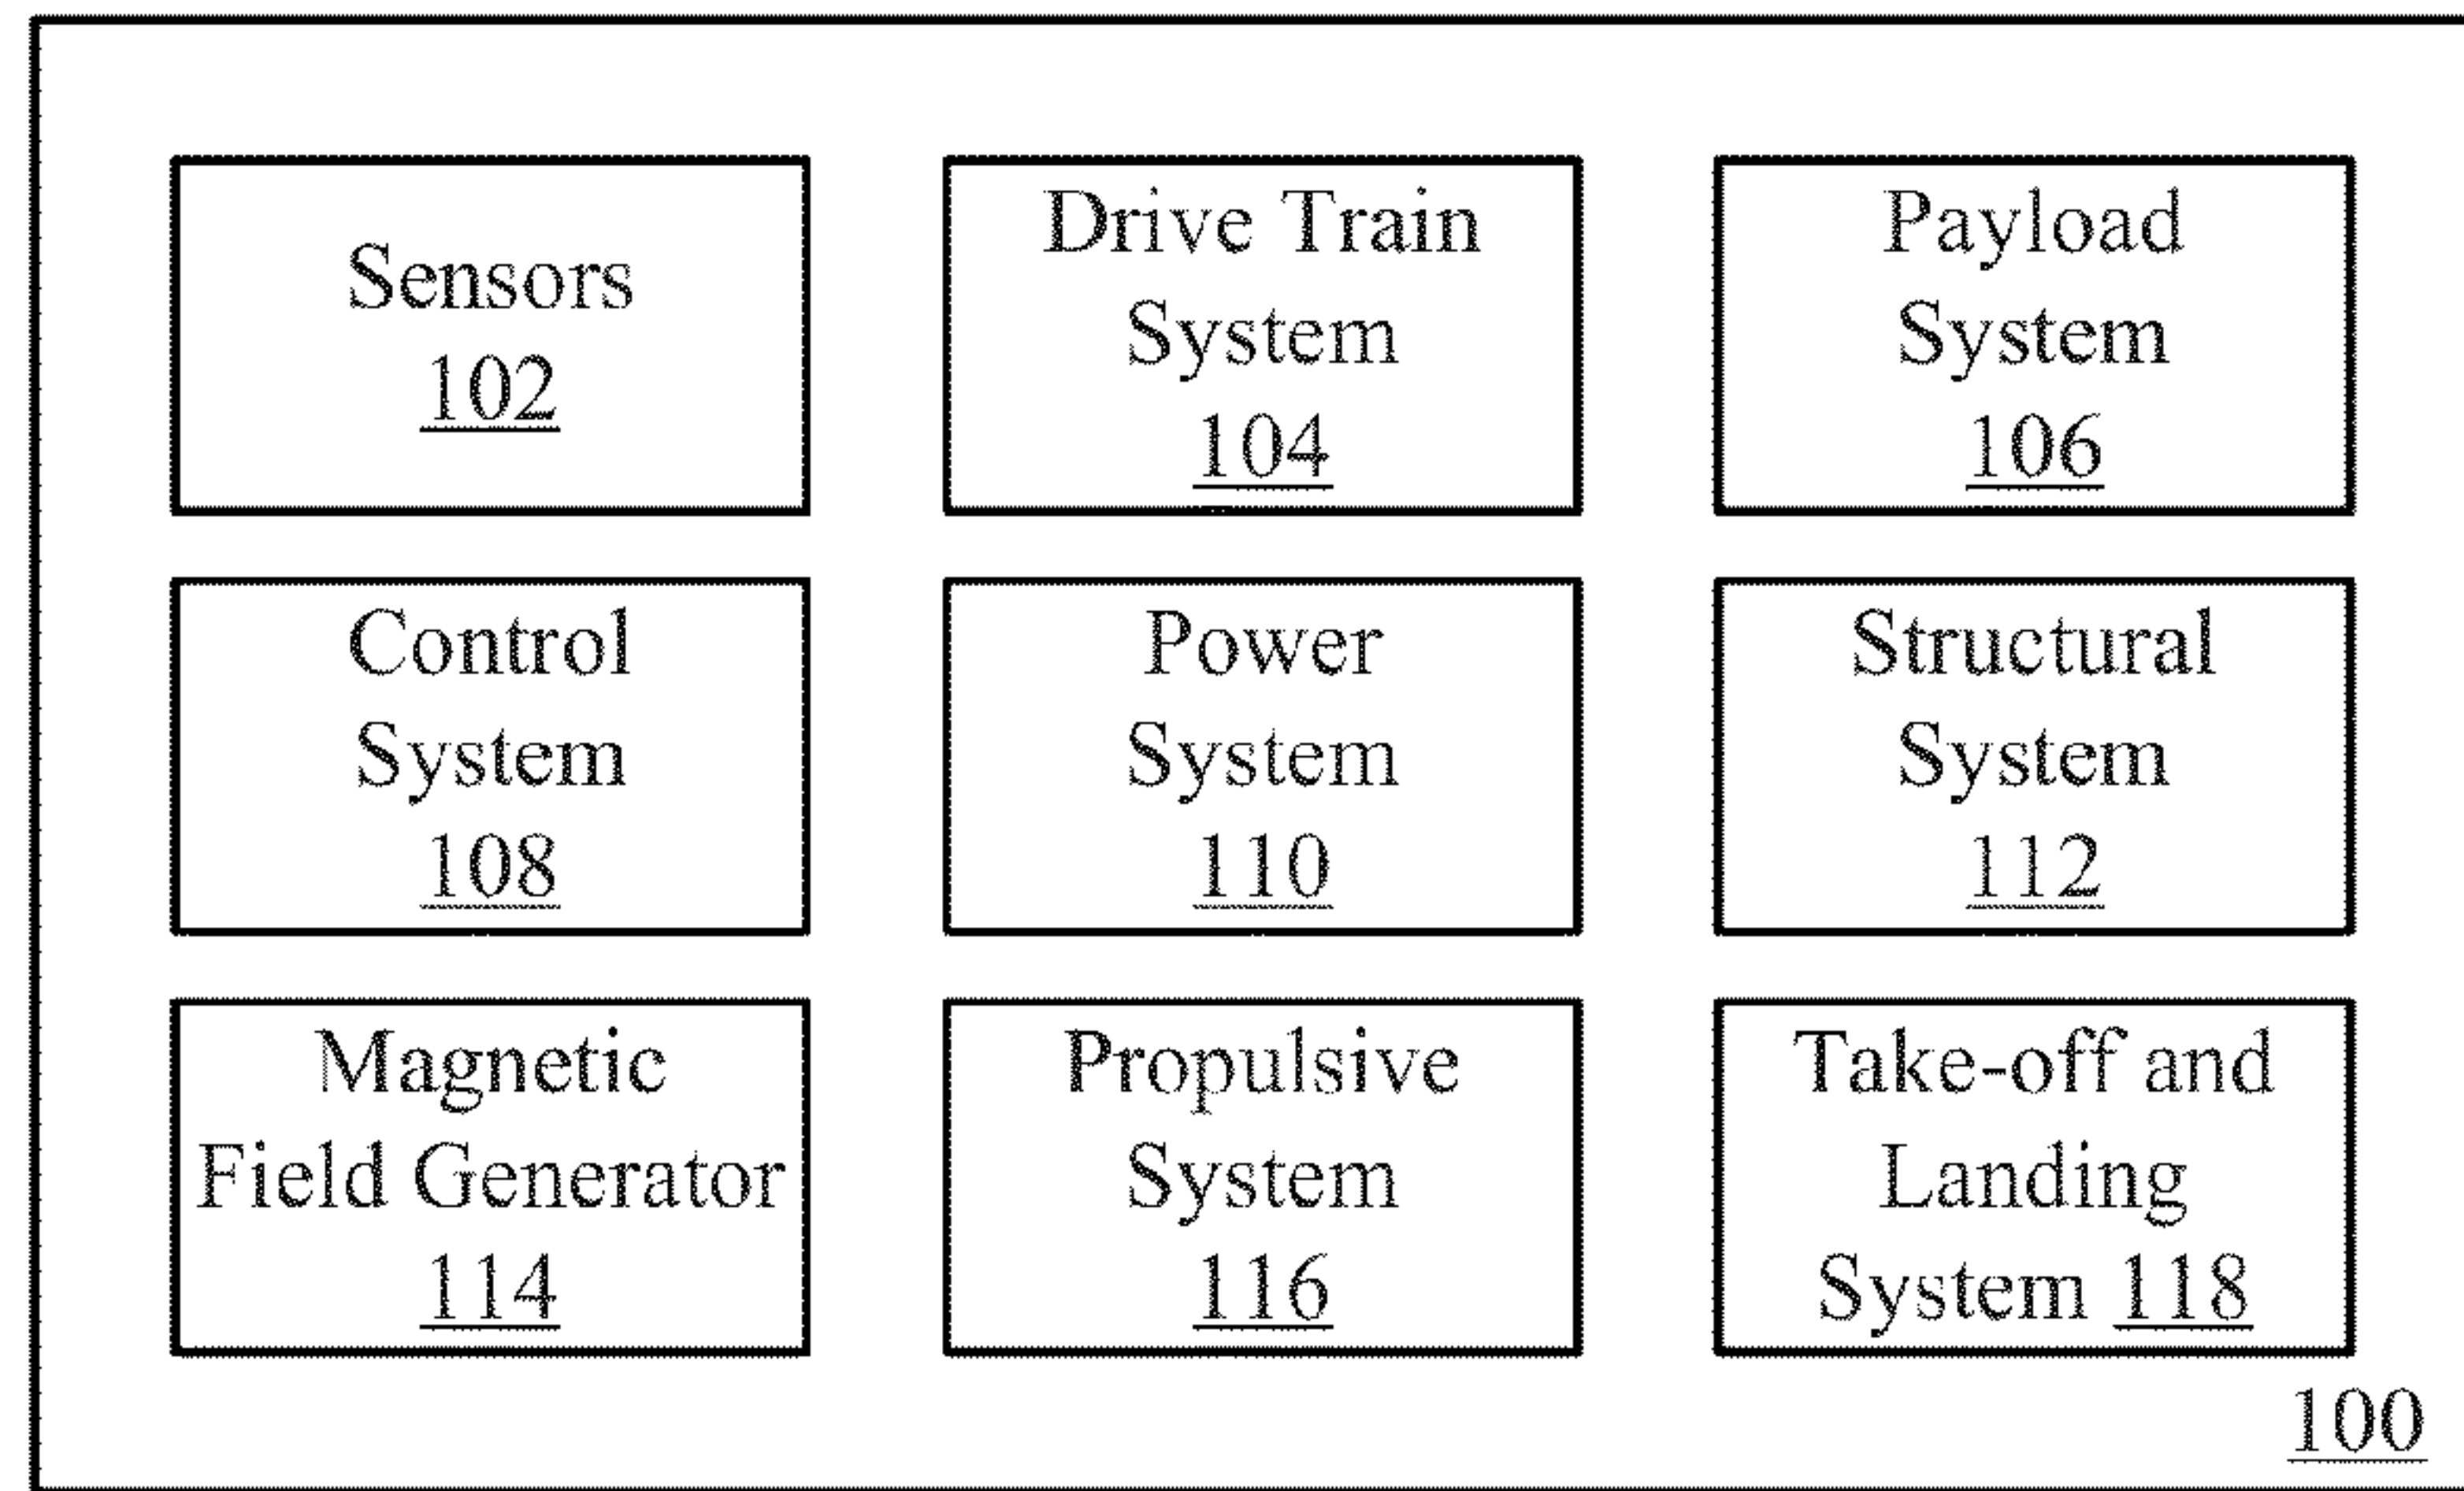 Sensors
102
Drive Train
System
104
Payload
System
106
Control
System
108
Power
System
110
Structural
System
112
Magnetic
Field Generator
114
Propulsive
System
116
Take-off and
Landing
System 118
100